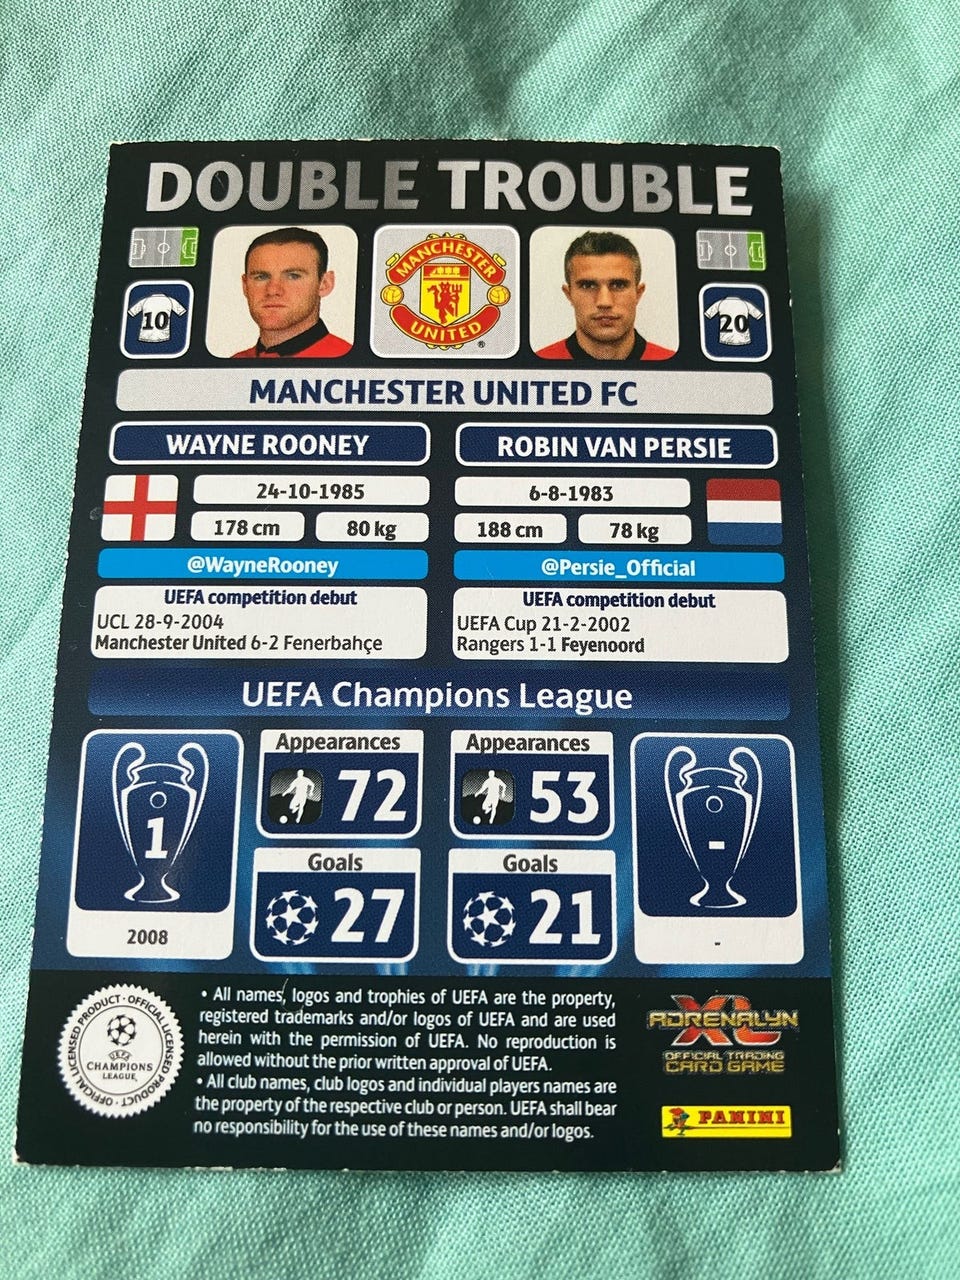 DOUBLE TROUBLE
10
MANCHESTER
UNITED
®
20
MANCHESTER UNITED FC
WAYNE ROONEY
ROBIN VAN PERSIE
24-10-1985
6-8-1983
178 cm
80 kg
188 cm
78 kg
@WayneRooney
@Persie_Official
UEFA competition debut
UCL 28-9-2004
Manchester United 6-2 Fenerbahçe
UEFA competition debut
UEFA Cup 21-2-2002
Rangers 1-1 Feyenoord
UEFA Champions League
1
2008
Appearances
72
Appearances
53
Goals
27
Goals
21
-
-
OFFICIAL LICENSED PRODUCT · OFFICIAL LICENSED PRODUCT ·
UEFA
CHAMPIONS
LEAGUE
• All names, logos and trophies of UEFA are the property,
registered trademarks and/or logos of UEFA and are used
herein with the permission of UEFA. No reproduction is
allowed without the prior written approval of UEFA.
• All club names, club logos and individual players names are
the property of the respective club or person. UEFA shall bear
no responsibility for the use of these names and/or logos.
XL
ADRENALYN
OFFICIAL TRADING
CARD GAME
PANINI